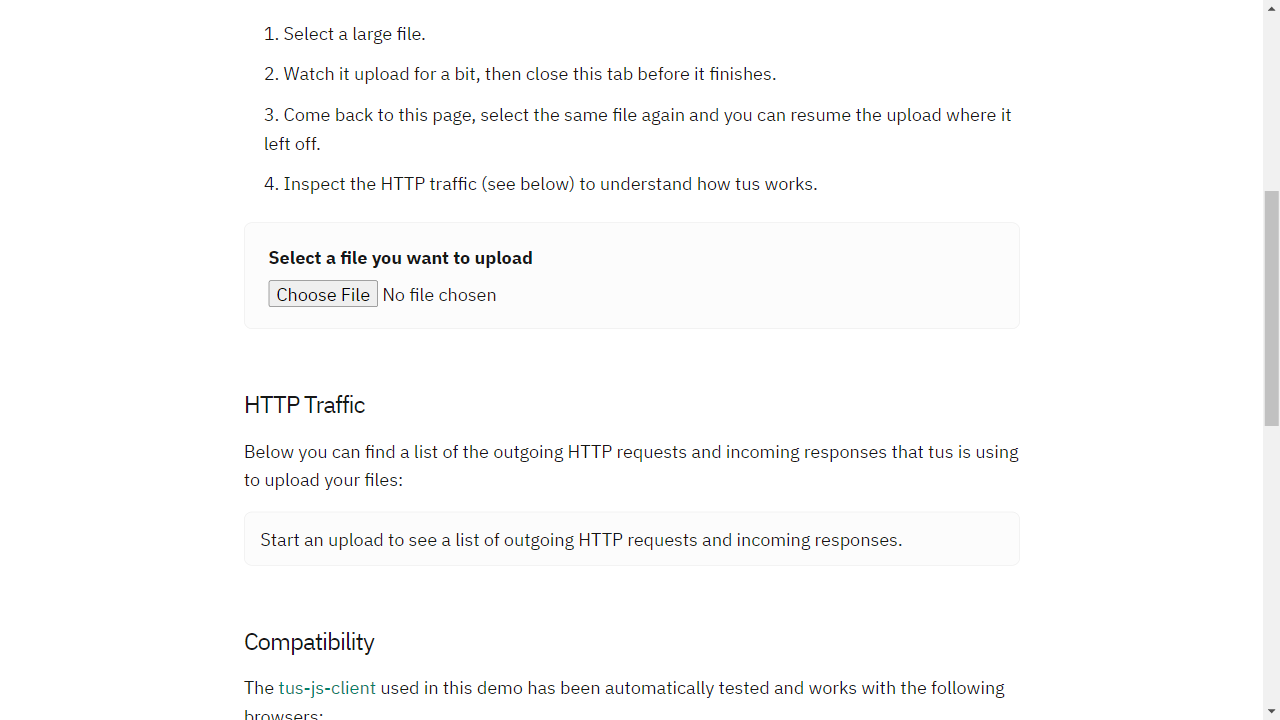 1. Select a large file.
2. Watch it upload for a bit, then close this tab before it finishes.
3. Come back to this page, select the same file again and you can resume the upload where it
left off.
4. Inspect the HTTP traffic (see below) to understand how tus works.
Select a file you want to upload
Choose File No file chosen
HTTP Traffic
Below you can find a list of the outgoing HTTP requests and incoming responses that tus is using
to upload your files:
Start an upload to see a list of outgoing HTTP requests and incoming responses.
Compatibility
The tus-js-client used in this demo has been automatically tested and works with the following
browsers: